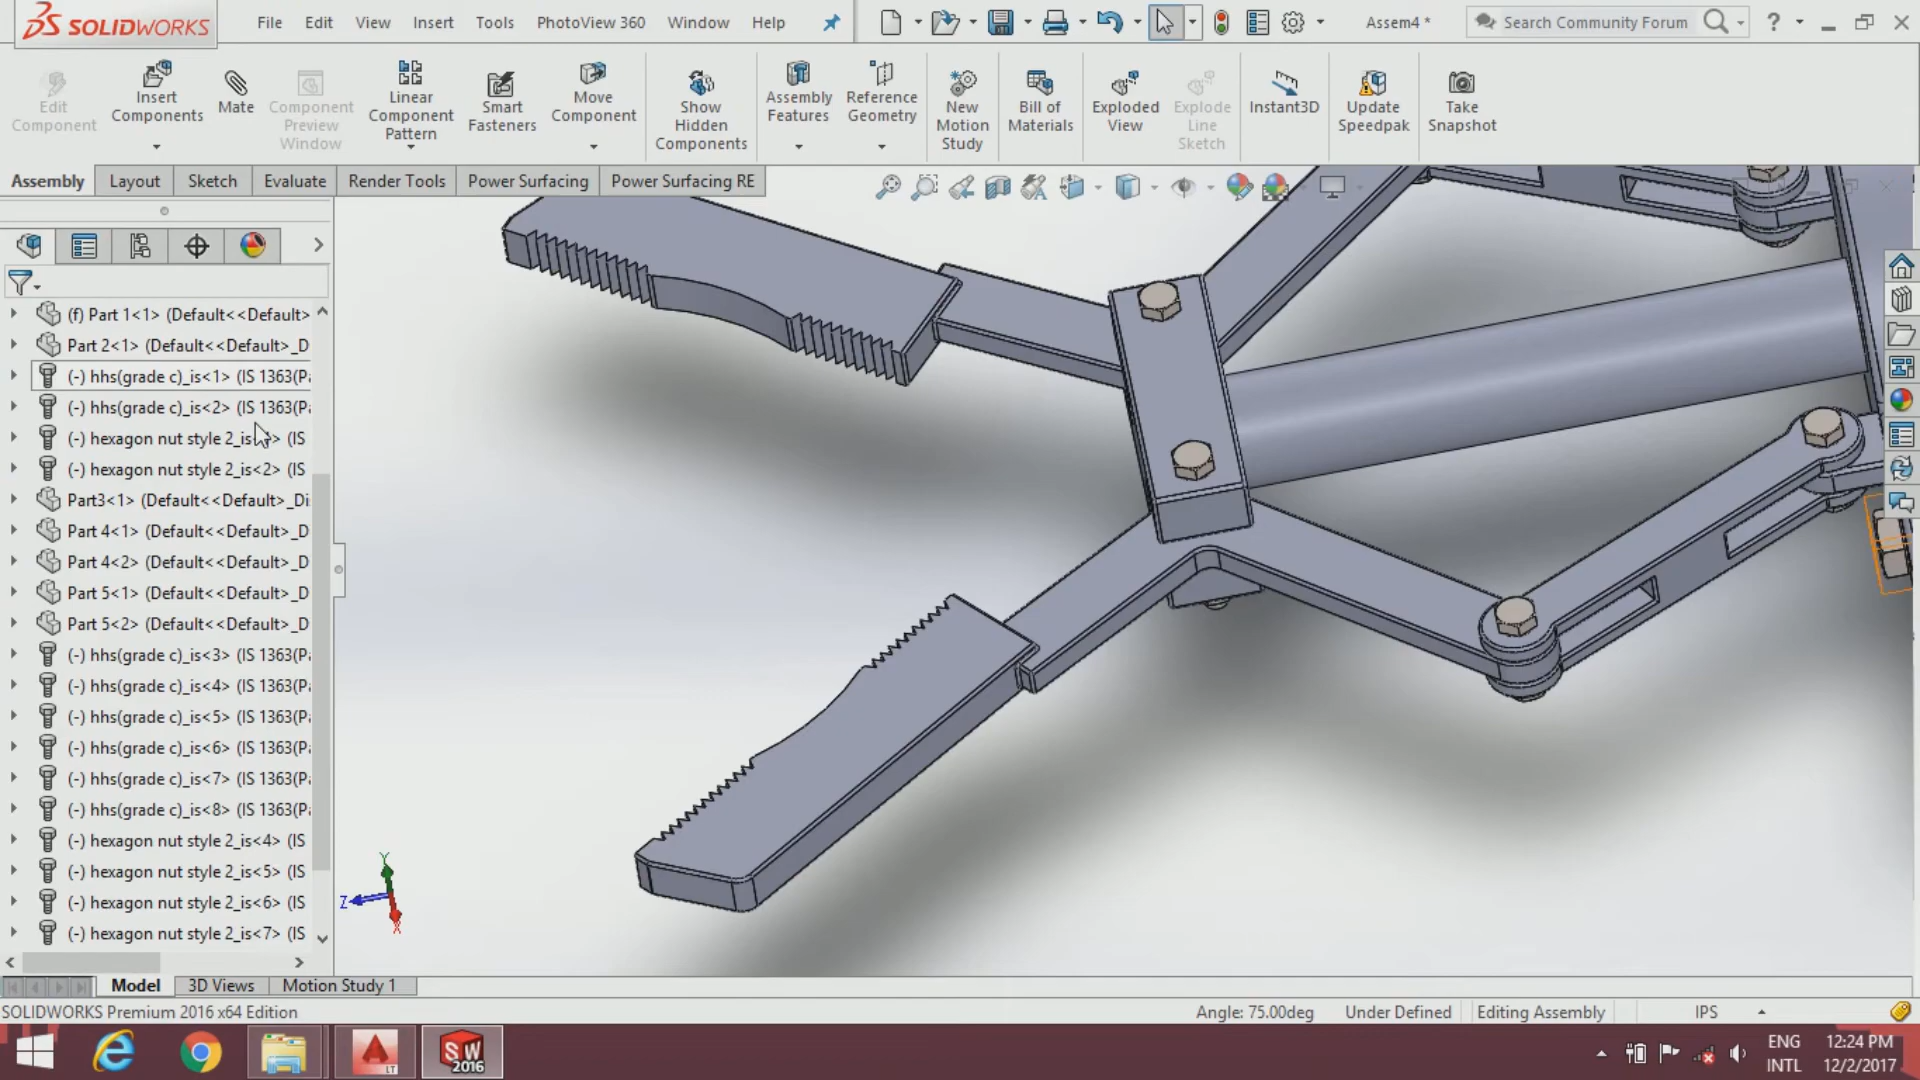 SOLIDWORKS
File Edit View Insert Tools PhotoView 360 Window Help
Assem4 *
Search Community Forum
?
Edit Component
Insert Components
Mate
Component Preview Window
Linear Component Pattern
Smart Fasteners
Move Component
Show Hidden Components
Assembly Features
Reference Geometry
New Motion Study
Bill of Materials
Exploded View
Explode Line Sketch
Instant3D
Update Speedpak
Take Snapshot
Assembly Layout Sketch Evaluate Render Tools Power Surfacing Power Surfacing RE
(f) Part 1<1> (Default<<Default>
Part 2<1> (Default<<Default>_D
(-) hhs(grade c)_is<1> (IS 1363(Pa
(-) hhs(grade c)_is<2> (IS 1363(Pa
(-) hexagon nut style 2_is > (IS
(-) hexagon nut style 2_is<2> (IS
Part3<1> (Default<<Default>_Di
Part 4<1> (Default<<Default>_D
Part 4<2> (Default<<Default>_D
Part 5<1> (Default<<Default>_D
Part 5<2> (Default<<Default>_D
(-) hhs(grade c)_is<3> (IS 1363(Pa
(-) hhs(grade c)_is<4> (IS 1363(Pa
(-) hhs(grade c)_is<5> (IS 1363(Pa
(-) hhs(grade c)_is<6> (IS 1363(Pa
(-) hhs(grade c)_is<7> (IS 1363(Pa
(-) hhs(grade c)_is<8> (IS 1363(Pa
(-) hexagon nut style 2_is<4> (IS
(-) hexagon nut style 2_is<5> (IS
(-) hexagon nut style 2_is<6> (IS
(-) hexagon nut style 2_is<7> (IS
Y
Z
X
Model 3D Views Motion Study 1
SOLIDWORKS Premium 2016 x64 Edition
Angle: 75.00deg Under Defined Editing Assembly IPS
LT
SW 2016
ENG INTL
12:24 PM
12/2/2017